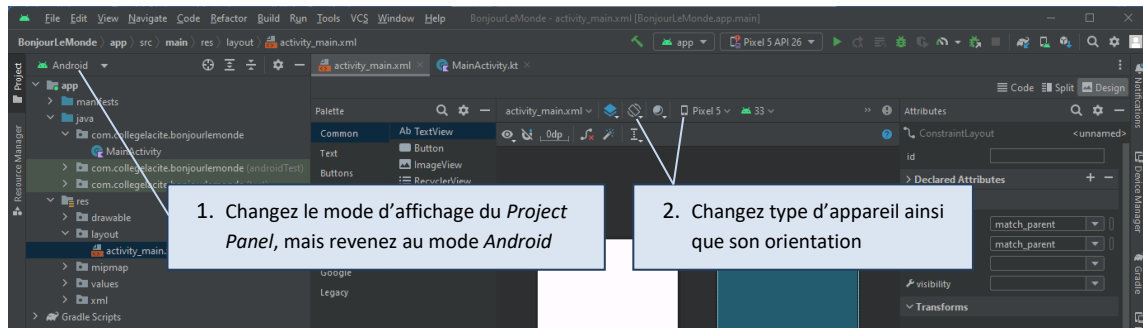 File Edit View Navigate Code Refactor Build Run Tools VCS Window Help BonjourLeMonde - activity_main.xml [BonjourLeMonde.app.main]
BonjourLeMonde app src main res layout activity_main.xml
app Pixel 5 API 26
Project
Resource Manager
Android
app
manifests
java
com.collegelacite.bonjourlemonde
MainActivity
com.collegelacite.bonjourlemonde (androidTest)
com.collegelacite.bonjourlemonde
res
drawable
layout
activity_main.
mipmap
values
xml
Gradle Scripts
activity_main.xml MainActivity.kt
Code Split Design
Palette
Common
Text
Buttons
Google
Legacy
Ab TextView
Button
ImageView
RecyclerView
activity_main.xml Pixel 5 33
0dp
1. Changez le mode d'affichage du Project
Panel, mais revenez au mode Android
2. Changez type d'appareil ainsi
que son orientation
Attributes
ConstraintLayout <unnamed>
id
Declared Attributes
match_parent
match_parent
visibility
Transforms
Notifications
Device Manager
Gradle